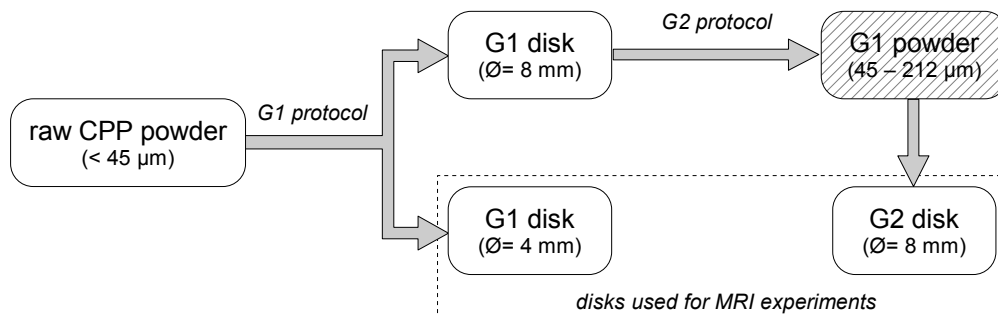 raw CPP powder
(< 45 µm)
G1 protocol
G1 disk
(Ø= 8 mm)
G2 protocol
G1 powder
(45 – 212 µm)
G1 disk
(Ø= 4 mm)
G2 disk
(Ø= 8 mm)
disks used for MRI experiments